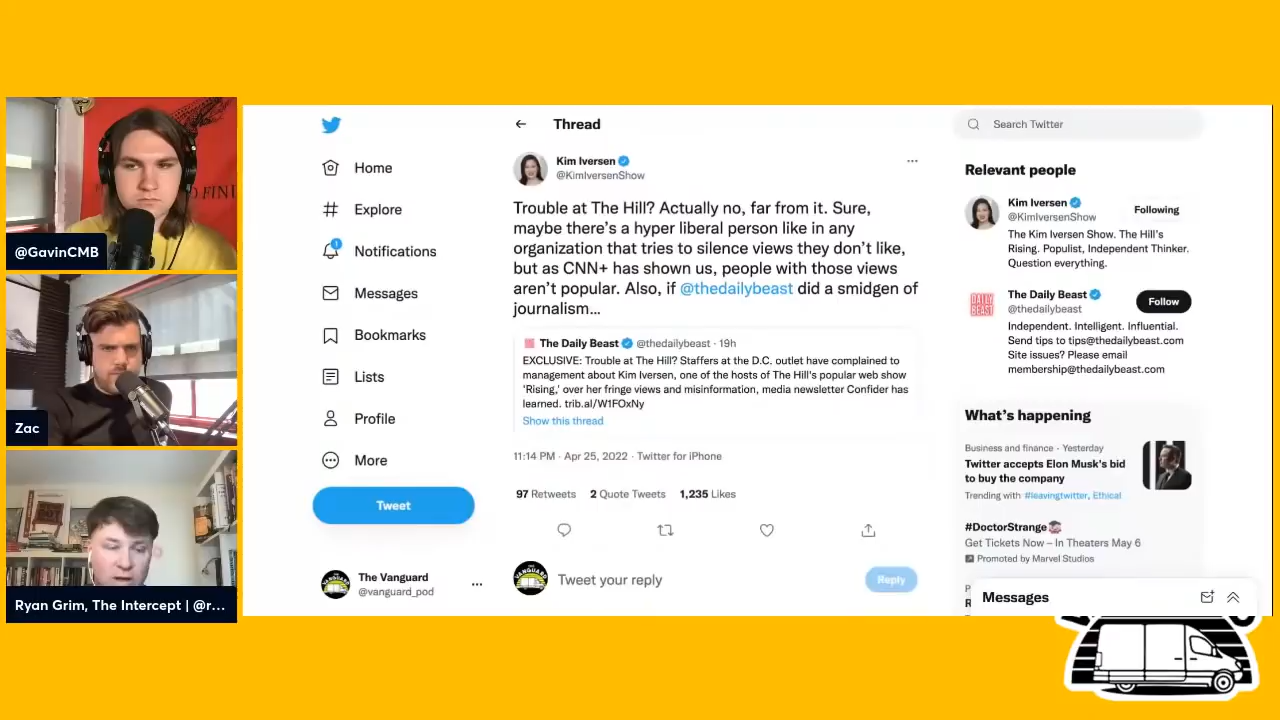 D FIND
@GavinCMB
Zac
Ryan Grim, The Intercept | @r...
Home
Explore
1
Notifications
Messages
Bookmarks
Lists
Profile
More
Tweet
The Vanguard
@vanguard_pod
Thread
Kim Iversen
@KimIversenShow
Trouble at The Hill? Actually no, far from it. Sure,
maybe there's a hyper liberal person like in any
organization that tries to silence views they don't like,
but as CNN+ has shown us, people with those views
aren't popular. Also, if @thedailybeast did a smidgen of
journalism...
The Daily Beast @thedailybeast · 19h
EXCLUSIVE: Trouble at The Hill? Staffers at the D.C. outlet have complained to
management about Kim Iversen, one of the hosts of The Hill's popular web show
'Rising,' over her fringe views and misinformation, media newsletter Confider has
learned. trib.al/W1FOxNy
Show this thread
11:14 PM · Apr 25, 2022 · Twitter for iPhone
97 Retweets 2 Quote Tweets 1,235 Likes
Tweet your reply
Reply
Search Twitter
Relevant people
Kim Iversen
@KimIversenShow
Following
The Kim Iversen Show. The Hill's
Rising. Populist, Independent Thinker.
Question everything.
DAILY
BEAST
The Daily Beast
@thedailybeast
Follow
Independent. Intelligent. Influential.
Send tips to tips@thedailybeast.com
Site issues? Please email
membership@thedailybeast.com
What's happening
Business and finance · Yesterday
Twitter accepts Elon Musk's bid
to buy the company
Trending with #leavingtwitter, Ethical
#DoctorStrange
Get Tickets Now – In Theaters May 6
Promoted by Marvel Studios
Messages